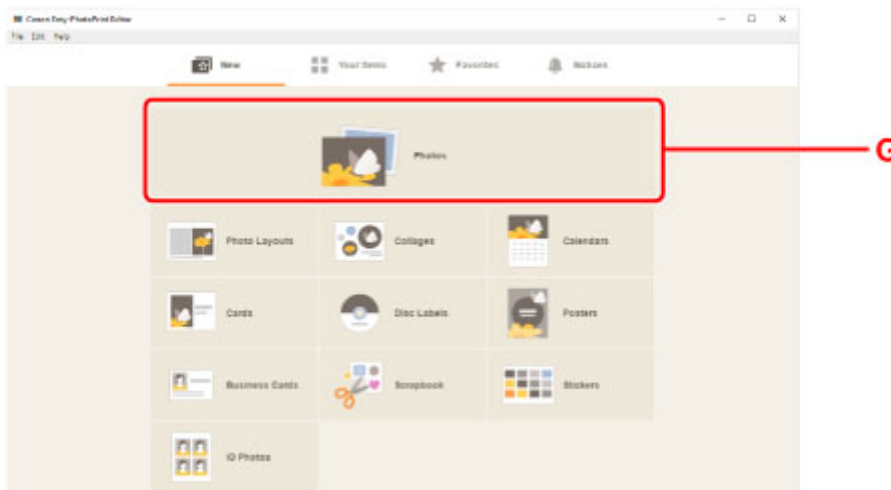 Canon Easy-PhotoPrint Editor
File Edit Help
New Your Items Favorites Notices
Photos
G
Photo Layouts Collages Calendars
Cards Disc Labels Posters
Business Cards Scrapbook Stickers
ID Photos